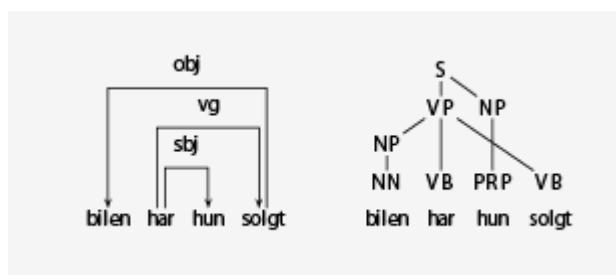 obj
vg
sbj
bilen har hun solgt
S
VP NP
NP
NN VB PRP VB
bilen har hun solgt